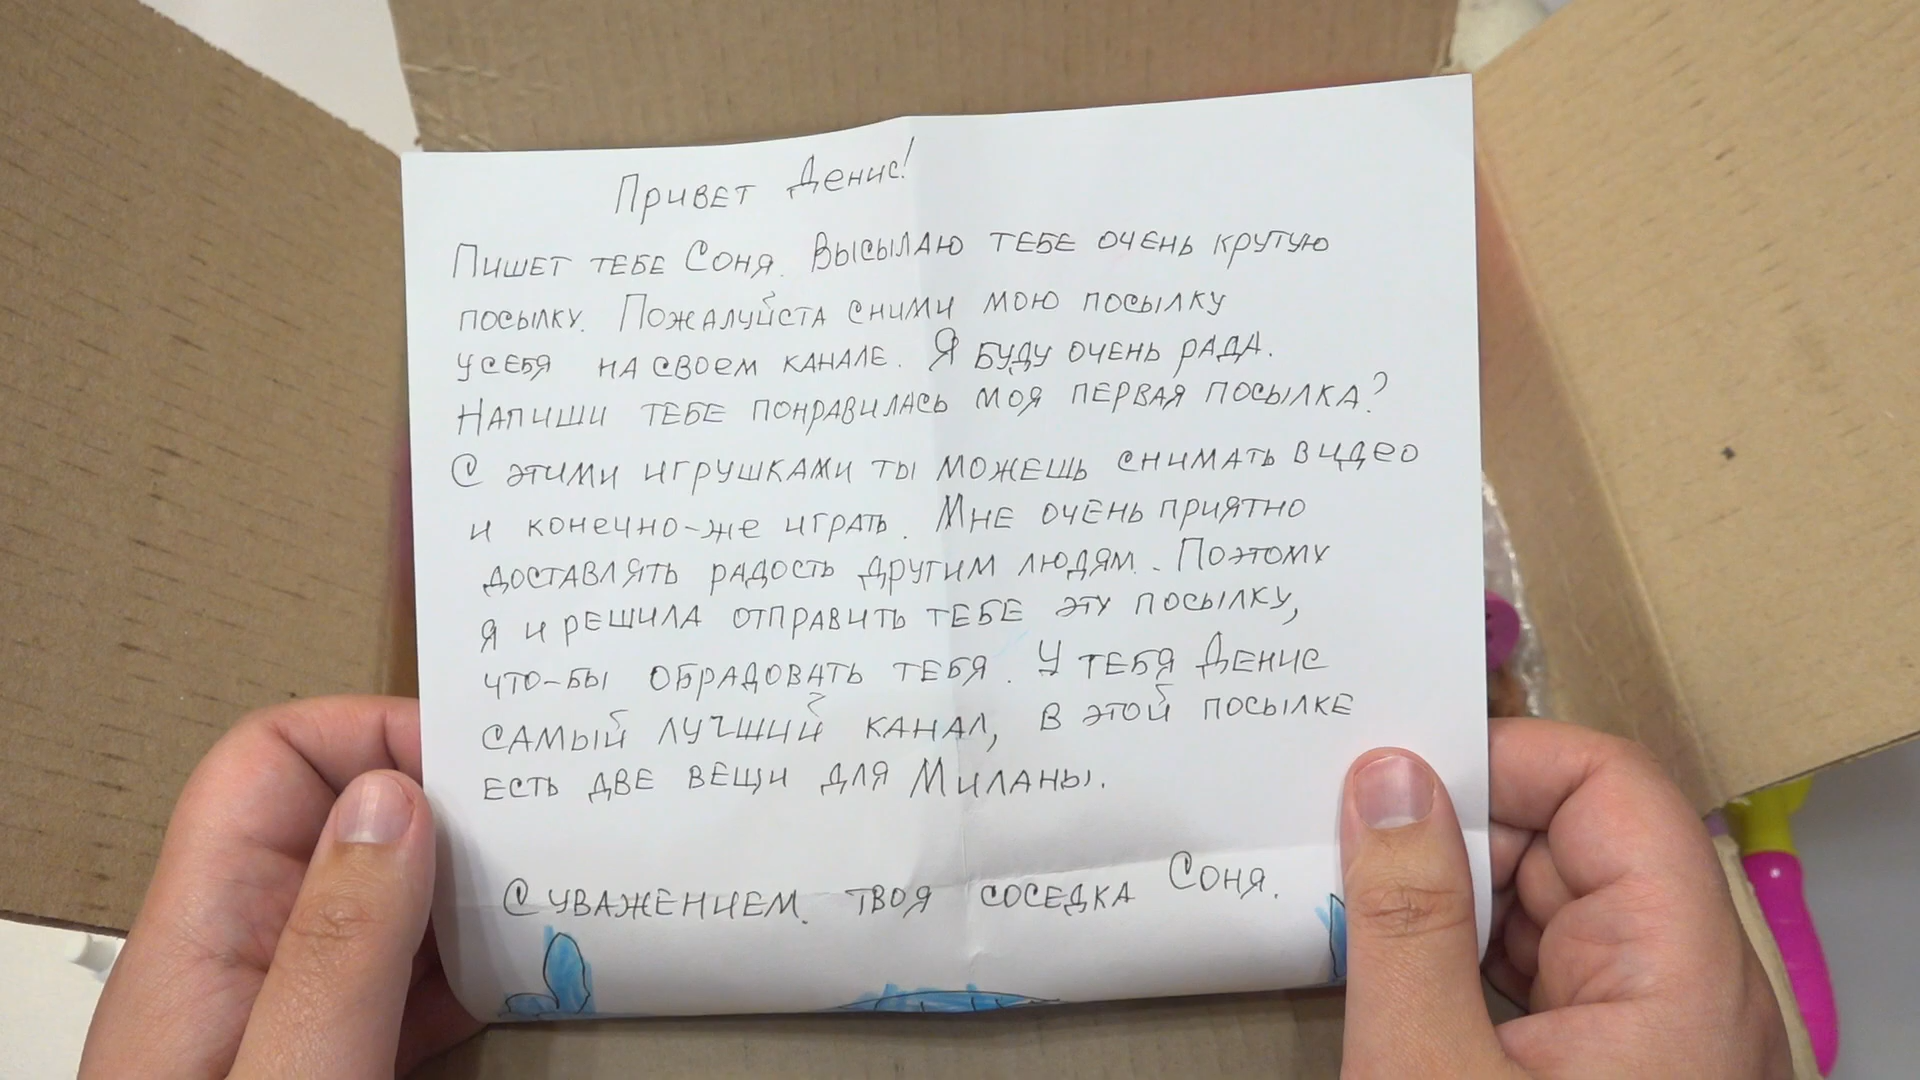 Привет Денис!
Пишет тебе Соня. Высылаю тебе очень крутую
посылку. Пожалуйста сними мою посылку
у себя на своем канале. Я буду очень рада.
Напиши тебе понравилась моя первая посылка?
С этими игрушками ты можешь снимать видео
и конечно-же играть. Мне очень приятно
доставлять радость другим людям. Поэтому
я и решила отправить тебе эту посылку,
что-бы обрадовать тебя. У тебя Денис
самый лучший канал, в этой посылке
есть две вещи для Миланы.
С уважением. твоя соседка Соня.